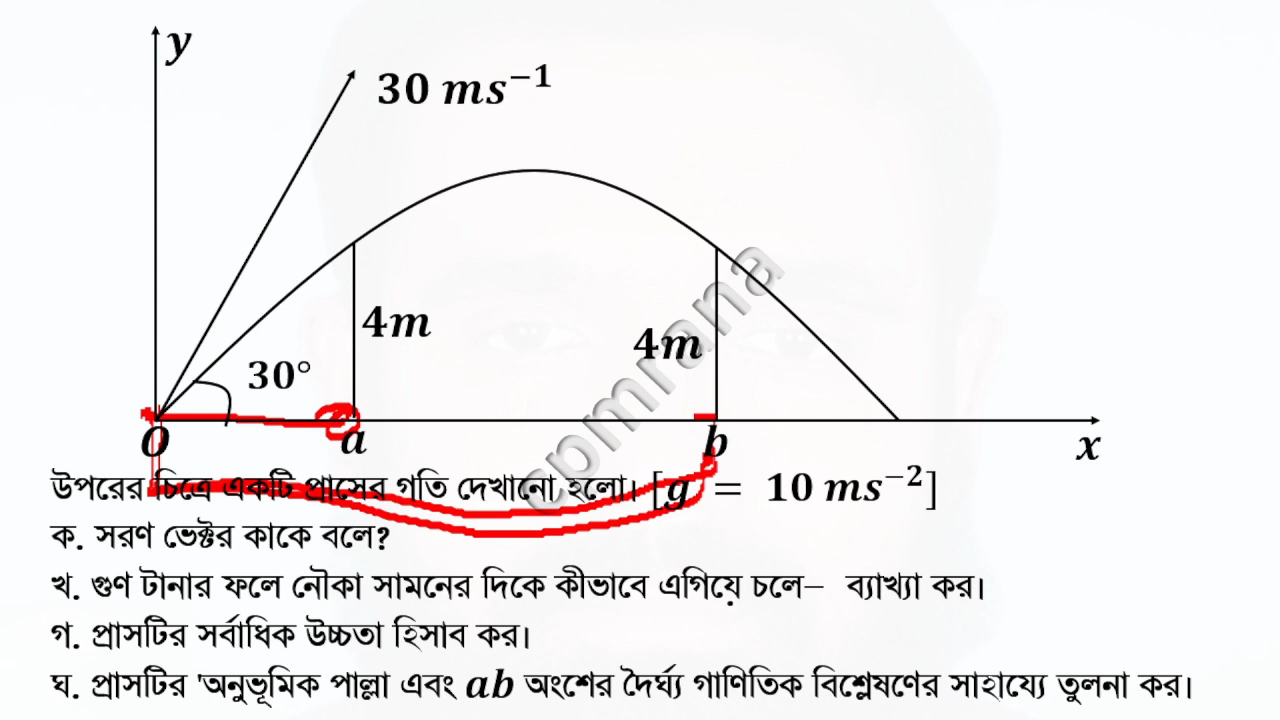 y
30 ms⁻¹
4m
4m
30°
O
a
b
x
cpmrana
উপরের চিত্রে একটি প্রাসের গতি দেখানো হলো। [g = 10 ms⁻²]
ক. সরণ ভেক্টর কাকে বলে?
খ. গুণ টানার ফলে নৌকা সামনের দিকে কীভাবে এগিয়ে চলে– ব্যাখ্যা কর।
গ. প্রাসটির সর্বাধিক উচ্চতা হিসাব কর।
ঘ. প্রাসটির 'অনুভূমিক পাল্লা এবং ab অংশের দৈর্ঘ্য গাণিতিক বিশ্লেষণের সাহায্যে তুলনা কর।